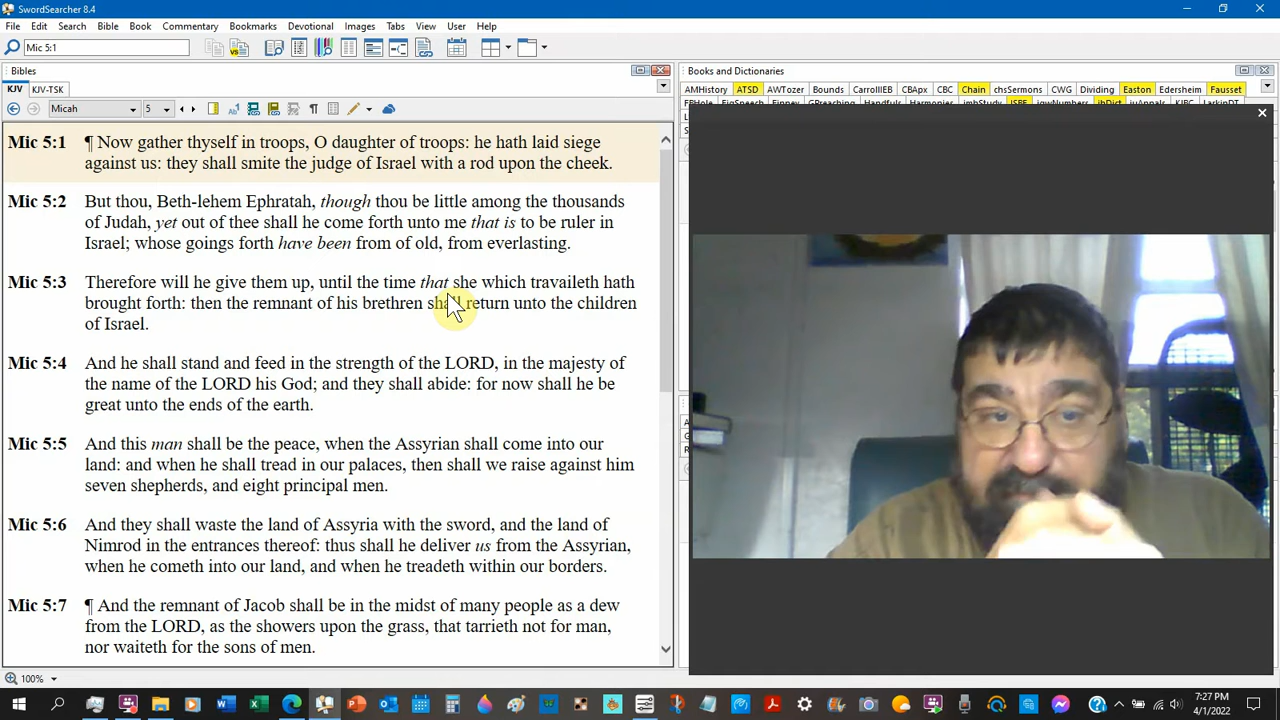 SwordSearcher 8.4
File Edit Search Bible Book Commentary Bookmarks Devotional Images Tabs View User Help
Mic 5:1
Bibles
KJV KJV-TSK
Micah 5
Mic 5:1 ¶ Now gather thyself in troops, O daughter of troops: he hath laid siege
against us: they shall smite the judge of Israel with a rod upon the cheek.
Mic 5:2 But thou, Beth-lehem Ephratah, though thou be little among the thousands
of Judah, yet out of thee shall he come forth unto me that is to be ruler in
Israel; whose goings forth have been from of old, from everlasting.
Mic 5:3 Therefore will he give them up, until the time that she which travaileth hath
brought forth: then the remnant of his brethren shall return unto the children
of Israel.
Mic 5:4 And he shall stand and feed in the strength of the LORD, in the majesty of
the name of the LORD his God; and they shall abide: for now shall he be
great unto the ends of the earth.
Mic 5:5 And this man shall be the peace, when the Assyrian shall come into our
land: and when he shall tread in our palaces, then shall we raise against him
seven shepherds, and eight principal men.
Mic 5:6 And they shall waste the land of Assyria with the sword, and the land of
Nimrod in the entrances thereof: thus shall he deliver us from the Assyrian,
when he cometh into our land, and when he treadeth within our borders.
Mic 5:7 ¶ And the remnant of Jacob shall be in the midst of many people as a dew
from the LORD, as the showers upon the grass, that tarrieth not for man,
nor waiteth for the sons of men.
100%
Books and Dictionaries
AMHistory ATSD AWTozer Bounds CarrollIEB CBApx CBC Chain chsSermons CWG Dividing Easton Edersheim Fausset
7:27 PM
4/1/2022